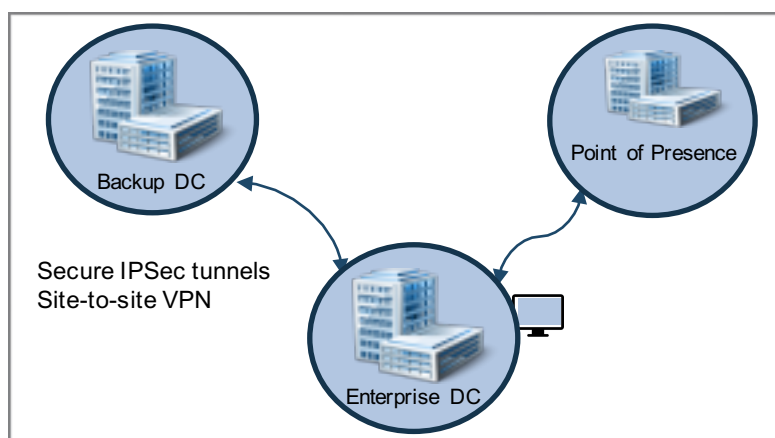 Backup DC
Point of Presence
Secure IPSec tunnels
Site-to-site VPN
Enterprise DC